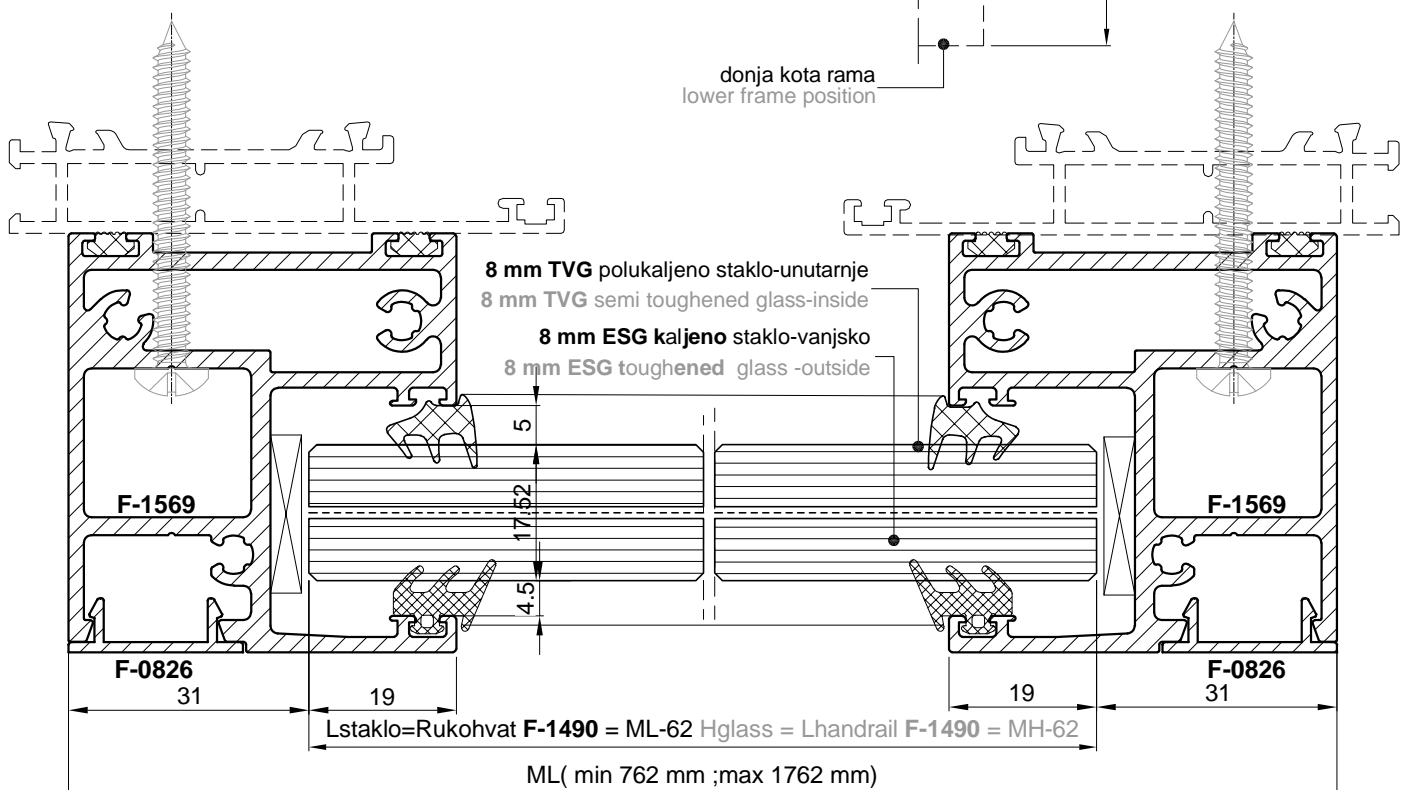 donja kota rama
lower frame position
8 mm TVG polukaljeno staklo-unutarnje
8 mm TVG semi toughened glass-inside
8 mm ESG kaljeno staklo-vanjsko
8 mm ESG toughened glass -outside
5
17.52
4.5
F-1569
F-1569
F-0826
F-0826
31
19
19
31
Lstaklo=Rukohvat F-1490 = ML-62 Hglass = Lhandrail F-1490 = MH-62
ML( min 762 mm ;max 1762 mm)